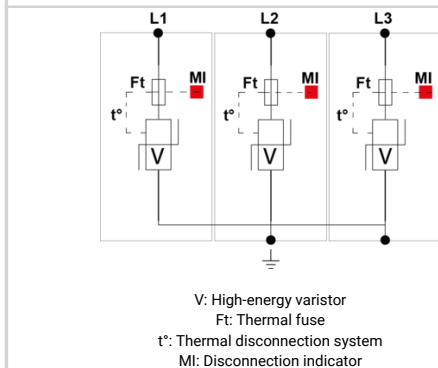 L1 L2 L3
Ft MI Ft MI Ft MI
t° t° t°
V V V
V: High-energy varistor
Ft: Thermal fuse
t°: Thermal disconnection system
MI: Disconnection indicator